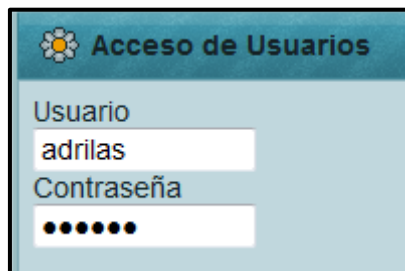 Acceso de Usuarios
Usuario
adrilas
Contraseña
••••••